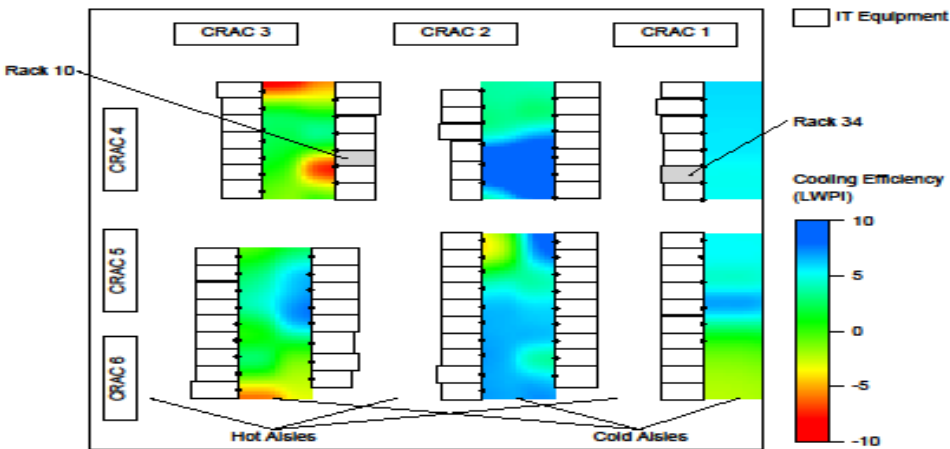 CRAC 3
CRAC 2
CRAC 1
IT Equipment
Rack 10
Rack 34
CRAC 4
CRAC 5
CRAC 6
Cooling Efficiency
(LWPI)
10
5
0
-5
-10
Hot Aisles
Cold Aisles